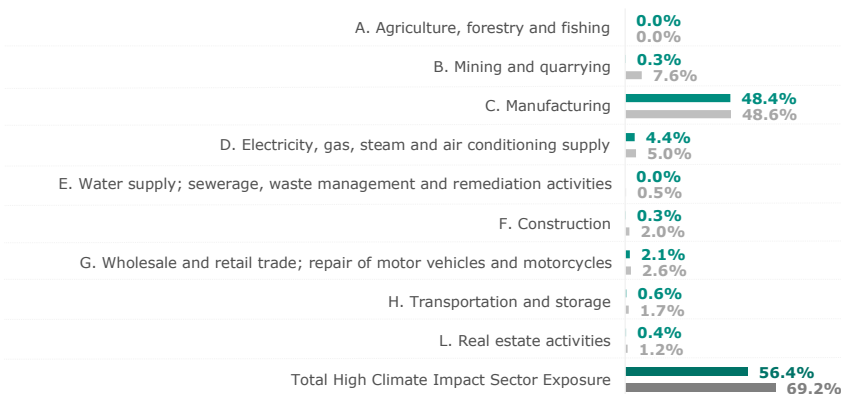 A. Agriculture, forestry and fishing
0.0%
0.0%
B. Mining and quarrying
0.3%
7.6%
C. Manufacturing
48.4%
48.6%
D. Electricity, gas, steam and air conditioning supply
4.4%
5.0%
E. Water supply; sewerage, waste management and remediation activities
0.0%
0.5%
F. Construction
0.3%
2.0%
G. Wholesale and retail trade; repair of motor vehicles and motorcycles
2.1%
2.6%
H. Transportation and storage
0.6%
1.7%
L. Real estate activities
0.4%
1.2%
Total High Climate Impact Sector Exposure
56.4%
69.2%